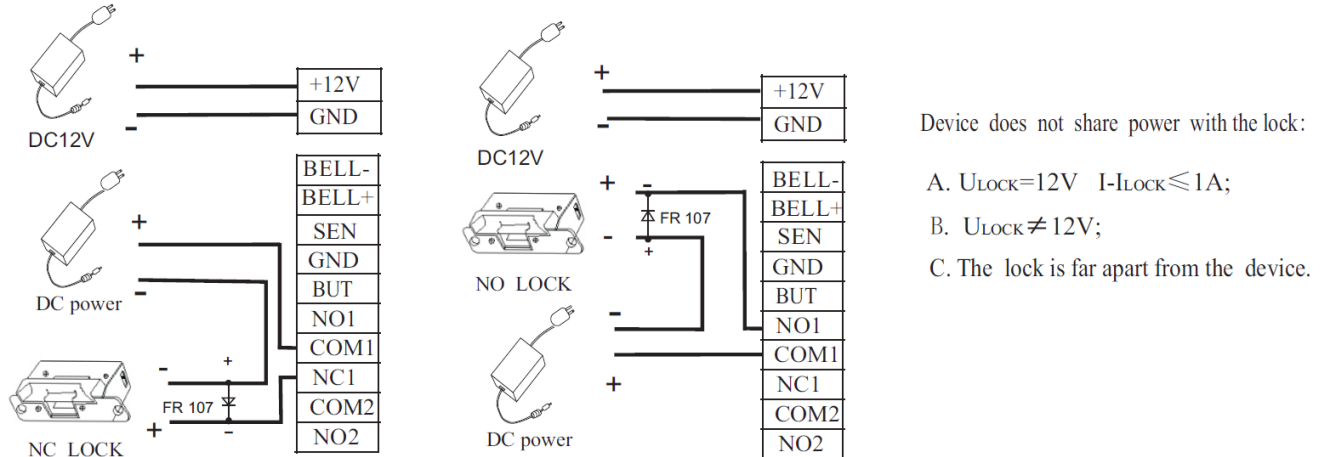 +
+12V
GND
-
DC12V
BELL-
BELL+
SEN
GND
BUT
NO1
COM1
NC1
COM2
NO2
+
-
DC power
-
+
FR 107
-
+
NC LOCK
+
+12V
GND
-
DC12V
BELL-
BELL+
SEN
GND
BUT
NO1
COM1
NC1
COM2
NO2
+
-
FR 107
-
+
NO LOCK
-
+
DC power
Device does not share power with the lock:
A. ULOCK=12V I-ILOCK≤1A;
B. ULOCK≠12V;
C. The lock is far apart from the device.